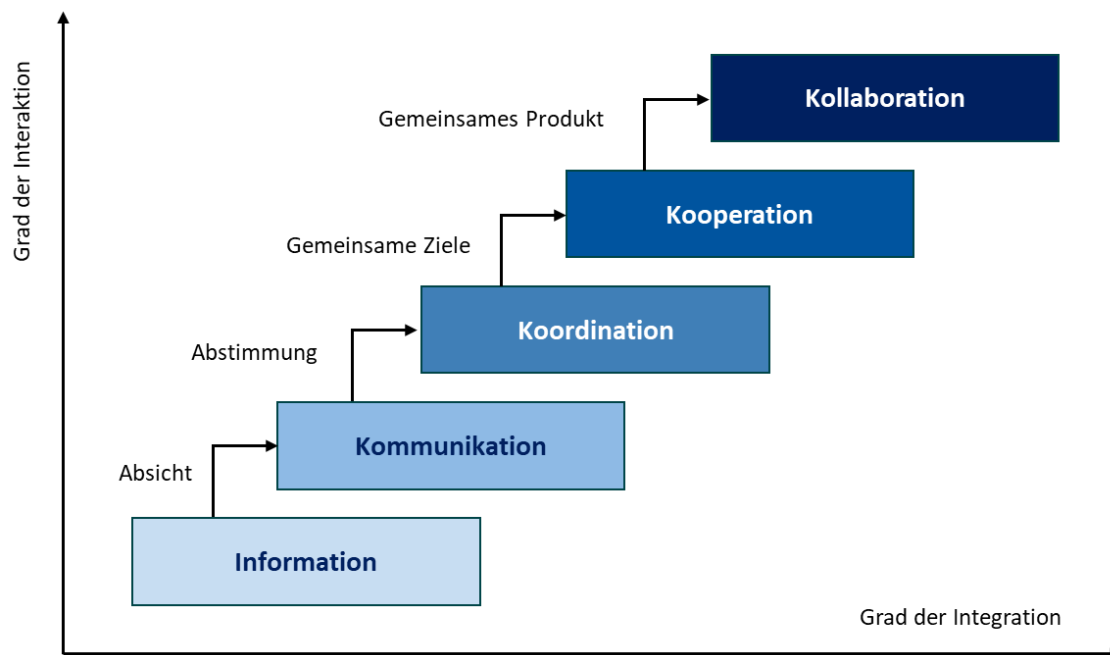 Grad der Interaktion
Kollaboration
Gemeinsames Produkt
Kooperation
Gemeinsame Ziele
Koordination
Abstimmung
Kommunikation
Absicht
Information
Grad der Integration